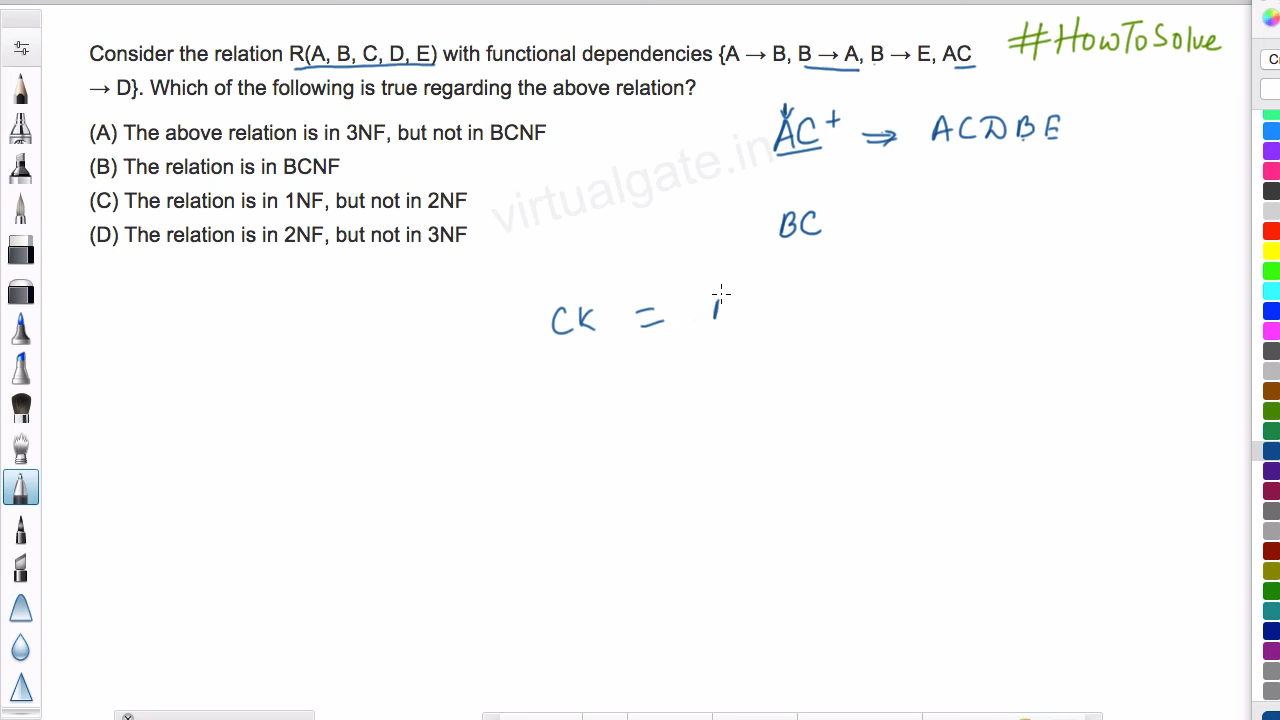 #HowToSolve
Consider the relation R(A, B, C, D, E) with functional dependencies {A → B, B → A, B → E, AC
→ D}. Which of the following is true regarding the above relation?
(A) The above relation is in 3NF, but not in BCNF
(B) The relation is in BCNF
(C) The relation is in 1NF, but not in 2NF
(D) The relation is in 2NF, but not in 3NF
AC+ ⇒ ACDBE
BC
CK =
virtualgate.in